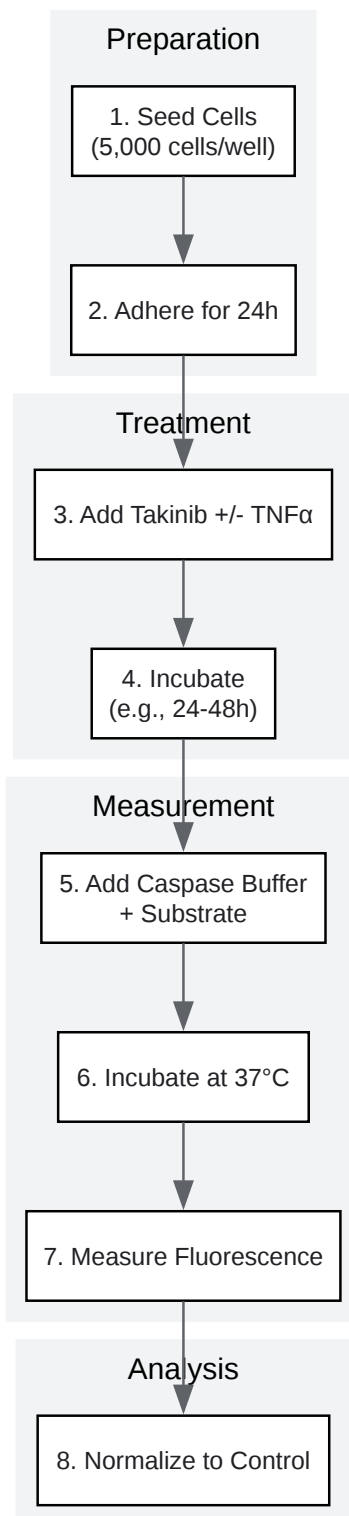 Preparation
1. Seed Cells
(5,000 cells/well)
2. Adhere for 24h
Treatment
3. Add Takinib +/- TNFα
4. Incubate
(e.g., 24-48h)
Measurement
5. Add Caspase Buffer
+ Substrate
6. Incubate at 37°C
7. Measure Fluorescence
Analysis
8. Normalize to Control